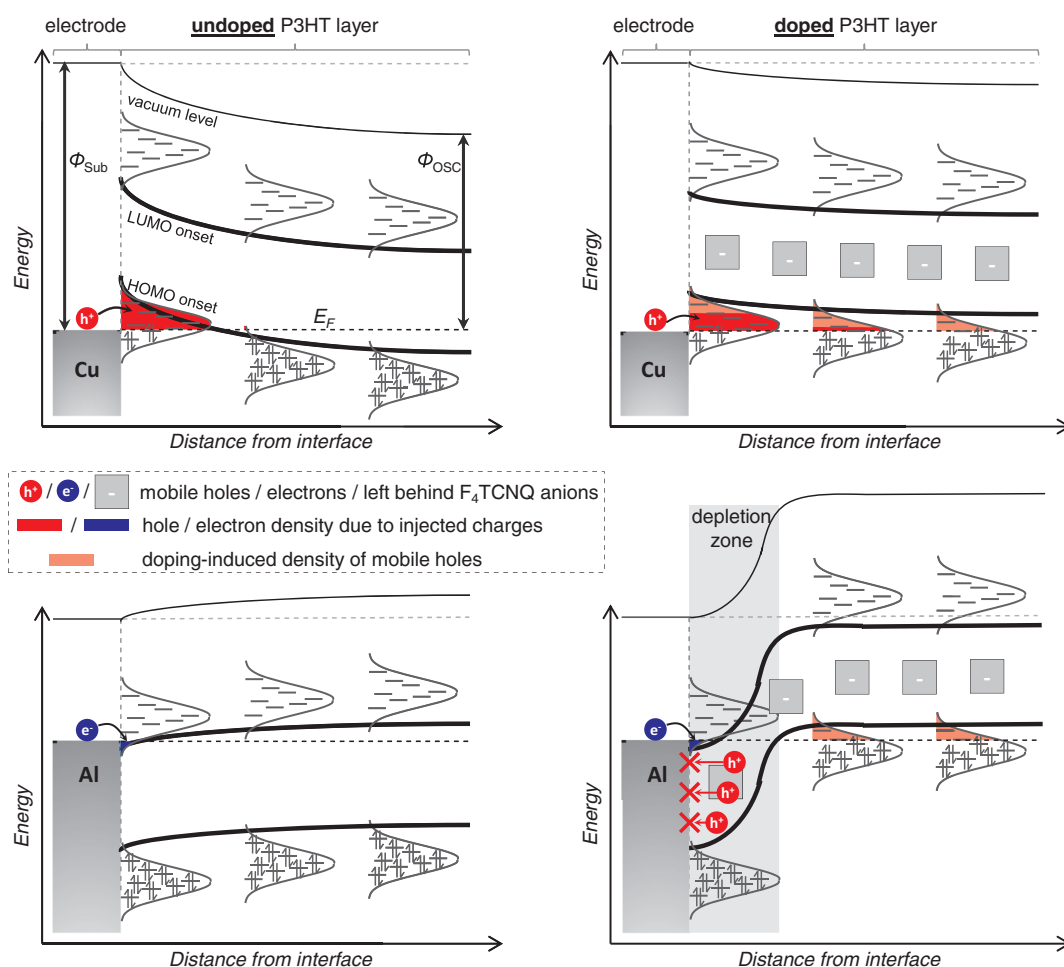 electrode
undoped P3HT layer
Energy
vacuum level
Φ_Sub
Φ_OSC
LUMO onset
HOMO onset
h⁺
E_F
Cu
Distance from interface
electrode
doped P3HT layer
Energy
- - - - -
h⁺
Cu
Distance from interface
h⁺ / e⁻ / - mobile holes / electrons / left behind F₄TCNQ anions
/ hole / electron density due to injected charges
doping-induced density of mobile holes
Energy
e⁻
Al
Distance from interface
depletion
zone
Energy
- - - -
e⁻
Al
h⁺
h⁺
h⁺
Distance from interface